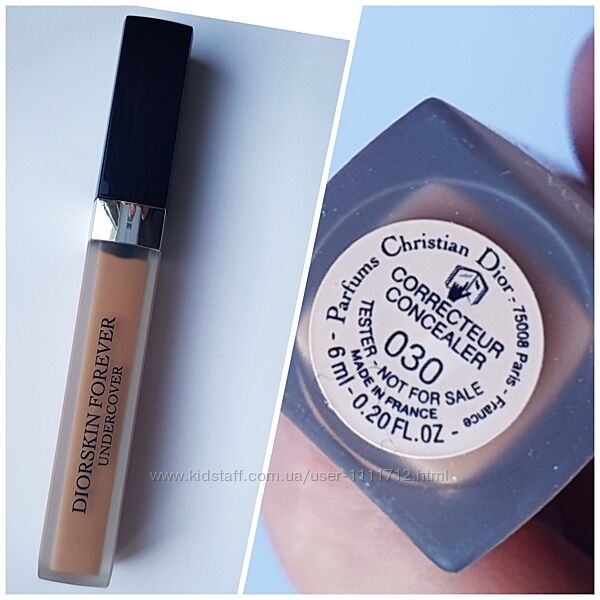 DIORSKIN FOREVER
UNDERCOVER
Parfums Christian Dior - 75008 Paris - France -
CORRECTEUR
CONCEALER
030
TESTER - NOT FOR SALE
MADE IN FRANCE
6 ml-0.20 FL.OZ
www.kidstaff.com.ua/user-1111712.html